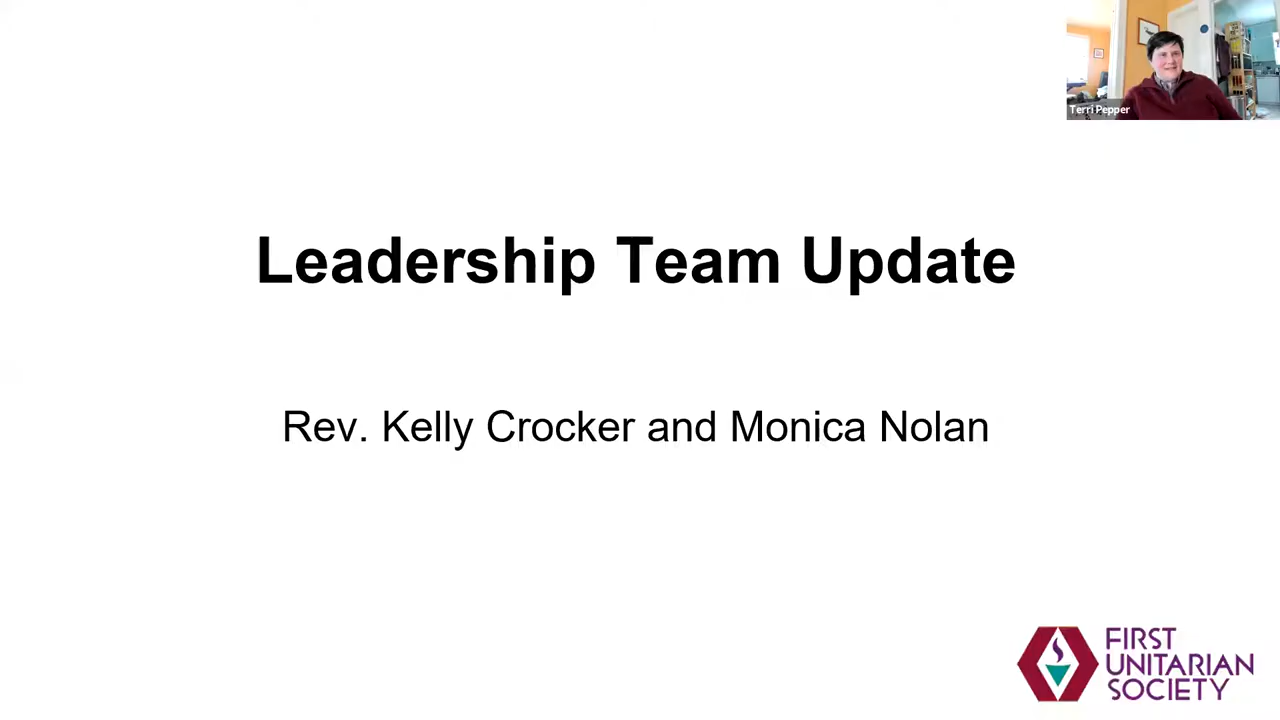 Terri Pepper
Leadership Team Update
Rev. Kelly Crocker and Monica Nolan
FIRST
UNITARIAN
SOCIETY